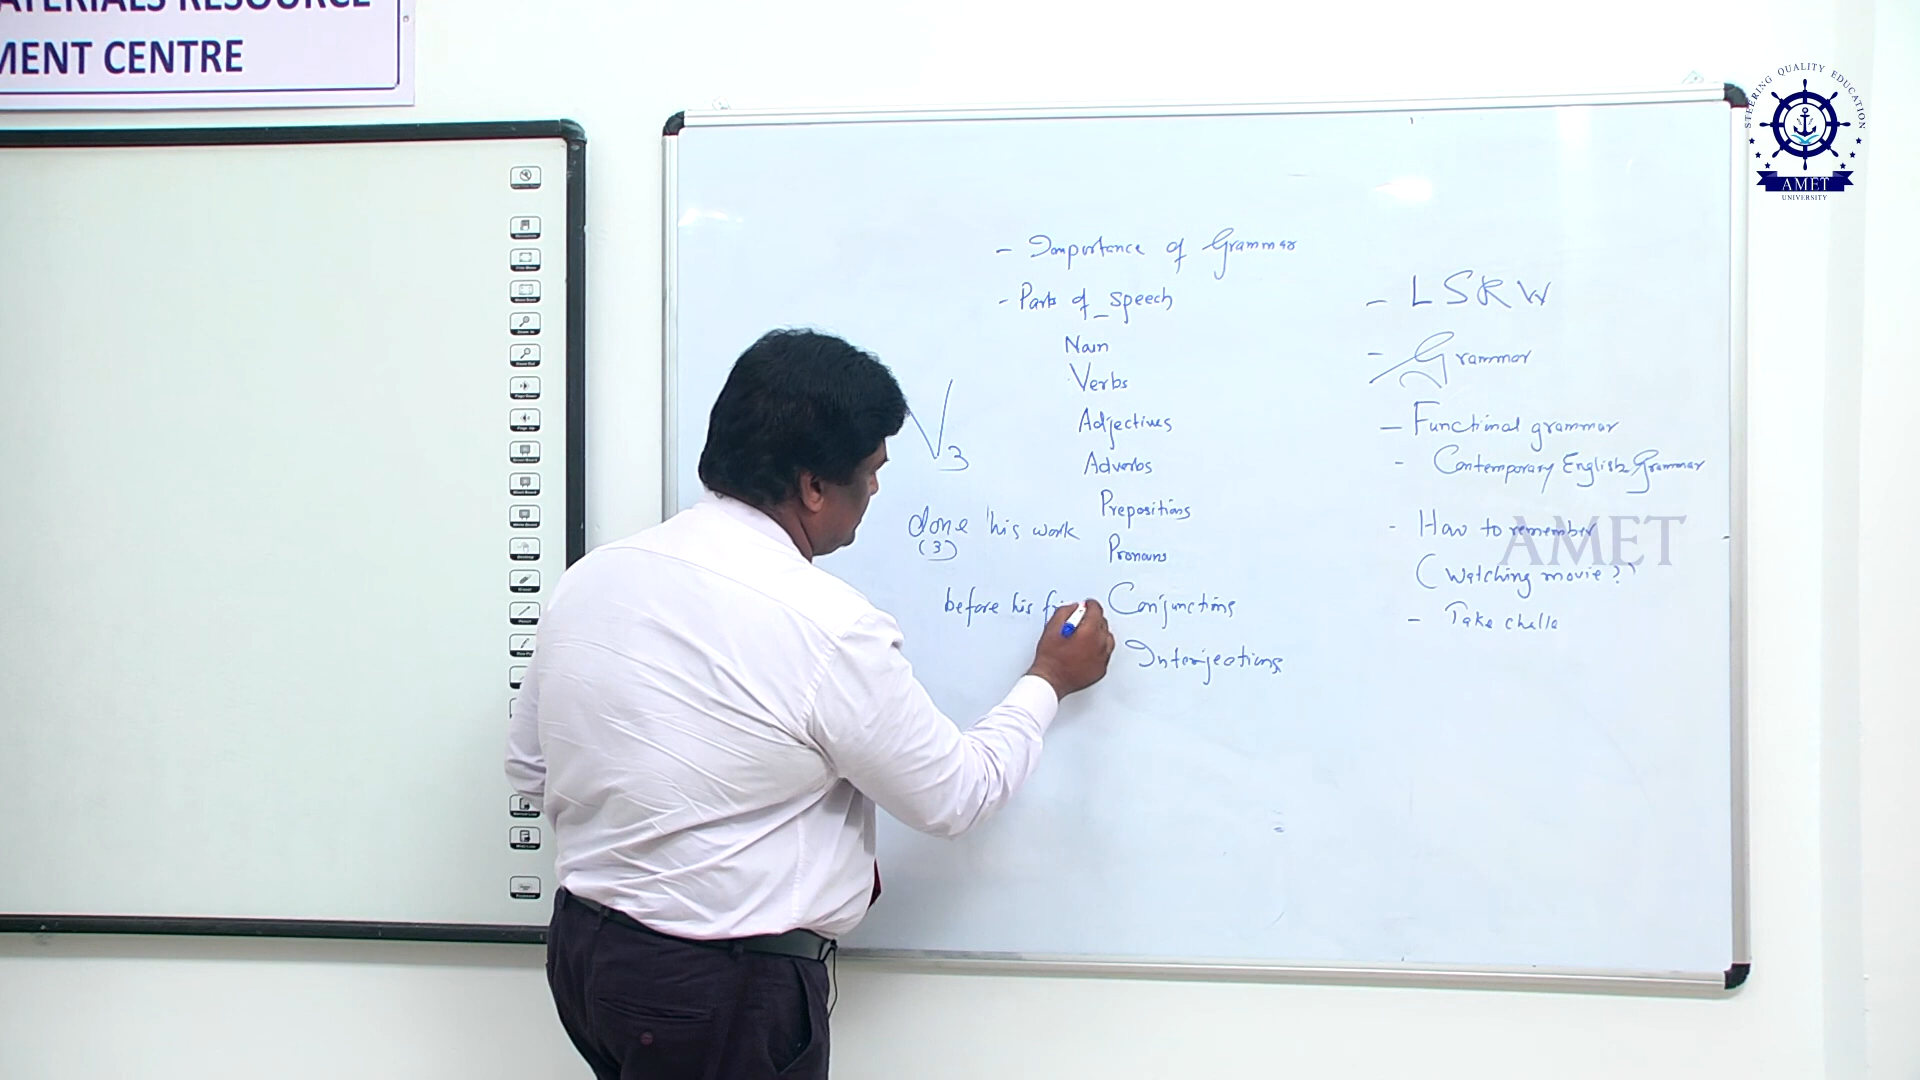 MATERIALS RESOURCE
MENT CENTRE
STEERING QUALITY EDUCATION
AMET
UNIVERSITY
- Importance of Grammar
- Parts of speech
Noun
Verbs
Adjectives
Adverbs
Prepositions
Pronouns
Conjunctions
Interjections
V3
done his work
(3)
before his
- LSRW
- Grammar
- Functional grammar
- Contemporary English Grammar
- How to remember
(Watching movie??
- Take challe
AMET